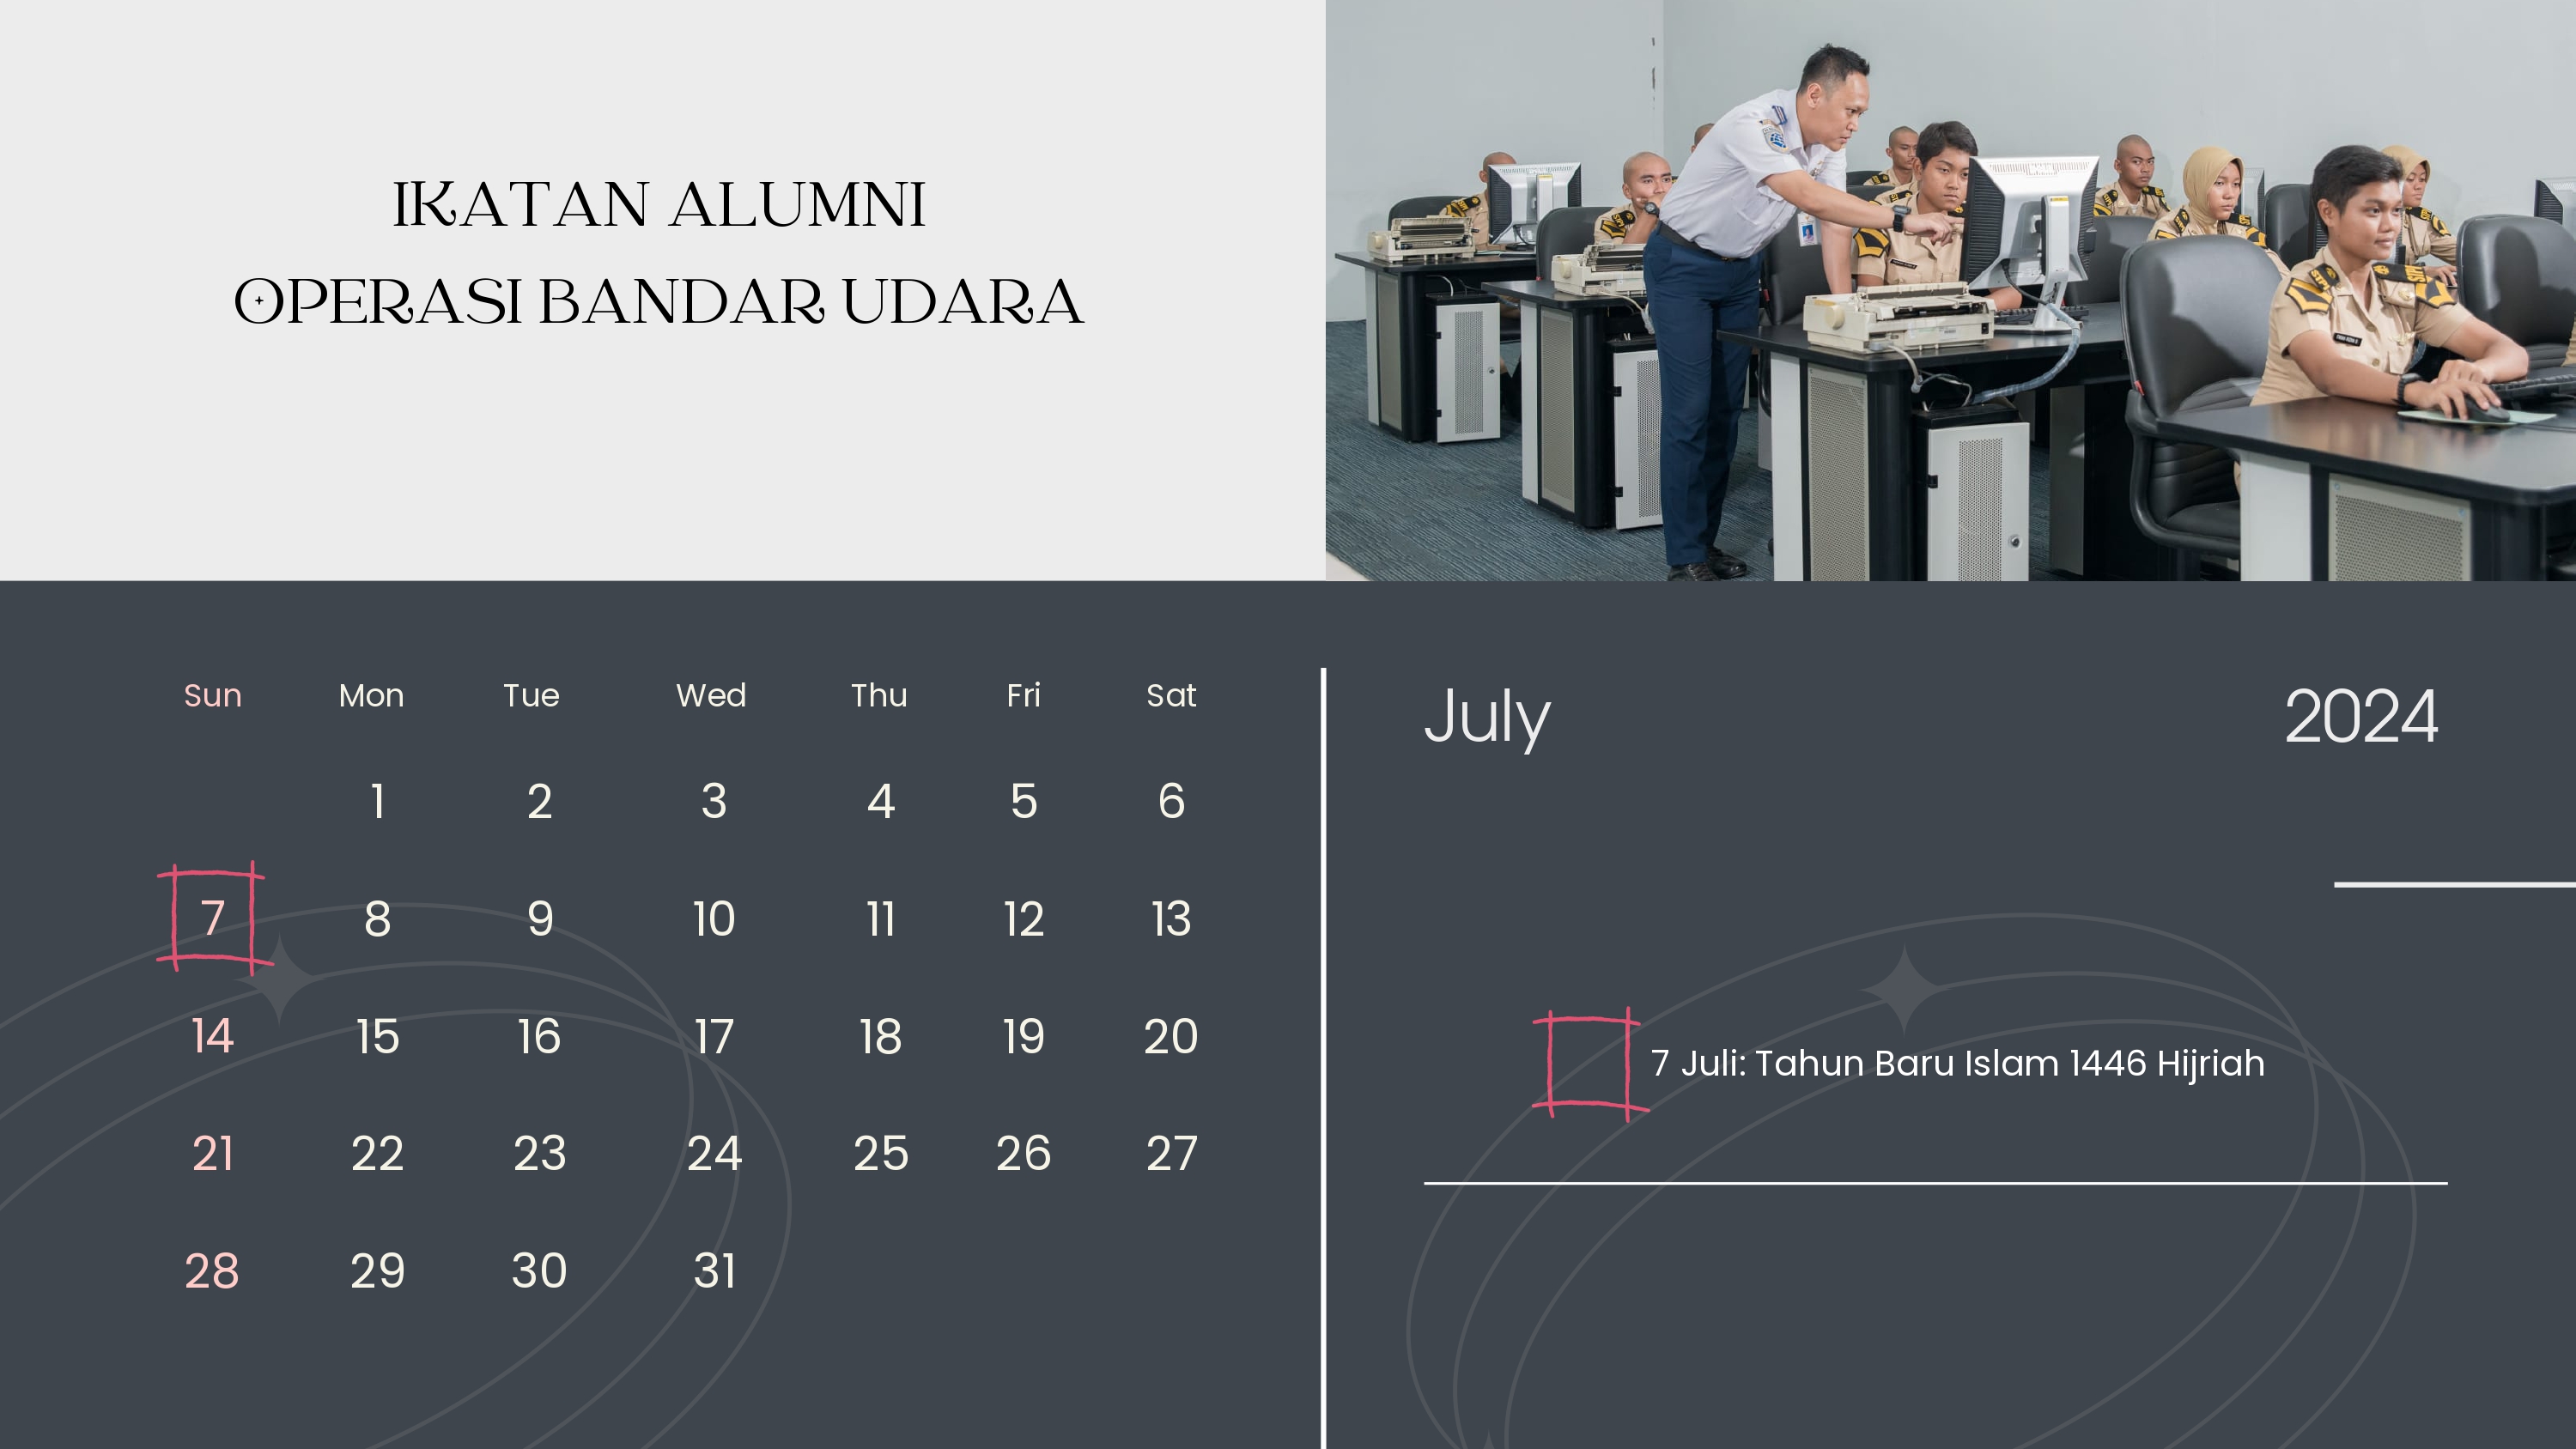 IKATAN ALUMNI
OPERASI BANDAR UDARA
Sun Mon Tue Wed Thu Fri Sat
1 2 3 4 5 6
7 8 9 10 11 12 13
14 15 16 17 18 19 20
21 22 23 24 25 26 27
28 29 30 31
July 2024
7 Juli: Tahun Baru Islam 1446 Hijriah